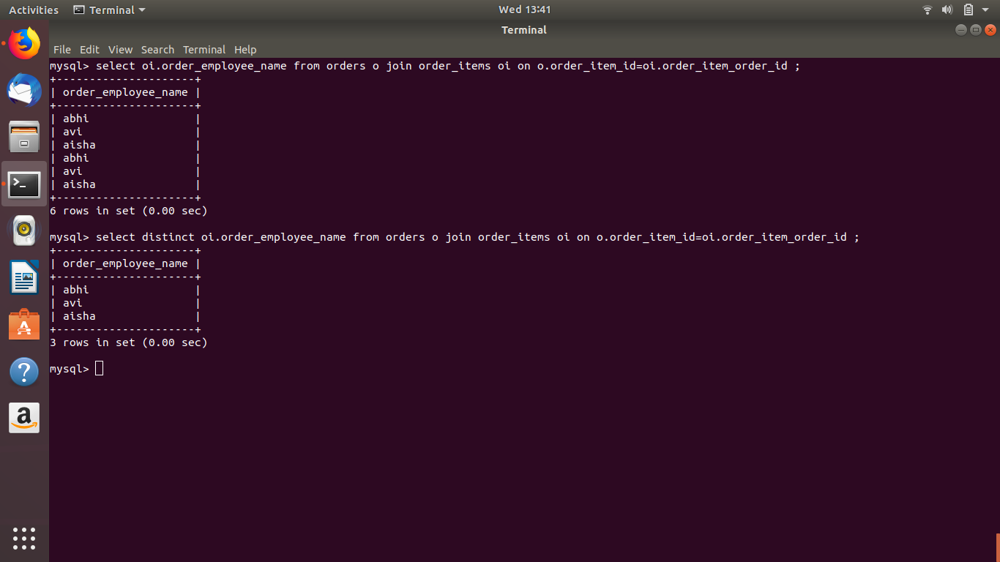 Activities Terminal Wed 13:41
Terminal
File Edit View Search Terminal Help
mysql> select oi.order_employee_name from orders o join order_items oi on o.order_item_id=oi.order_item_order_id ;
+---------------------+
| order_employee_name |
+---------------------+
| abhi                |
| avi                 |
| aisha               |
| abhi                |
| avi                 |
| aisha               |
+---------------------+
6 rows in set (0.00 sec)
mysql> select distinct oi.order_employee_name from orders o join order_items oi on o.order_item_id=oi.order_item_order_id ;
+---------------------+
| order_employee_name |
+---------------------+
| abhi                |
| avi                 |
| aisha               |
+---------------------+
3 rows in set (0.00 sec)
mysql>